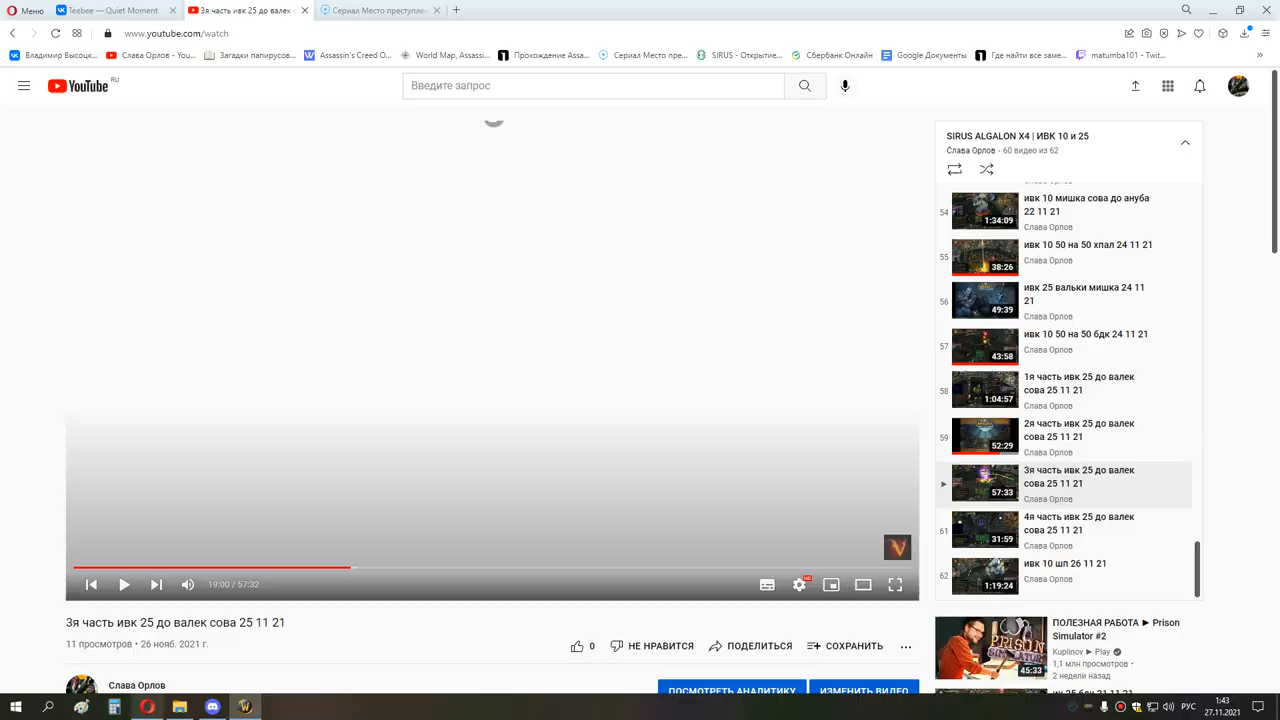 Меню
Teebee — Quiet Moment
3я часть ивк 25 до валек с
Сериал Место преступлен
www.youtube.com/watch
Владимир Высоцк...
Слава Орлов - You...
Загадки папирусов...
Assassin's Creed O...
World Map, Assassi...
Прохождение Assa...
Сериал Место пре...
SIRUS - Открытие...
Сбербанк Онлайн
Google Документы
Где найти все заме...
matumba101 - Twit...
YouTube RU
Введите запрос
SIRUS ALGALON X4 | ИВК 10 и 25
Слава Орлов - 60 видео из 62
54
1:34:09
ивк 10 мишка сова до ануба
22 11 21
Слава Орлов
55
38:26
ивк 10 50 на 50 хпал 24 11 21
Слава Орлов
56
49:39
ивк 25 вальки мишка 24 11
21
Слава Орлов
57
43:58
ивк 10 50 на 50 бдк 24 11 21
Слава Орлов
58
1:04:57
1я часть ивк 25 до валек
сова 25 11 21
Слава Орлов
59
52:29
2я часть ивк 25 до валек
сова 25 11 21
Слава Орлов
57:33
3я часть ивк 25 до валек
сова 25 11 21
Слава Орлов
61
31:59
4я часть ивк 25 до валек
сова 25 11 21
Слава Орлов
62
1:19:24
ивк 10 шп 26 11 21
Слава Орлов
19:00 / 57:32
HD
3я часть ивк 25 до валек сова 25 11 21
11 просмотров • 26 нояб. 2021 г.
0
НЕ НРАВИТСЯ
ПОДЕЛИТЬСЯ
СОХРАНИТЬ
Слава Орлов
ПОСМОТРЕТЬ АНАЛИТИКУ
ИЗМЕНИТЬ ВИДЕО
PRISON SIMULATOR
45:33
ПОЛЕЗНАЯ РАБОТА ► Prison
Simulator #2
Kuplinov ► Play
1,1 млн просмотров •
2 недели назад
ик 25 бдк 21 11 21
РУС
1:43
27.11.2021